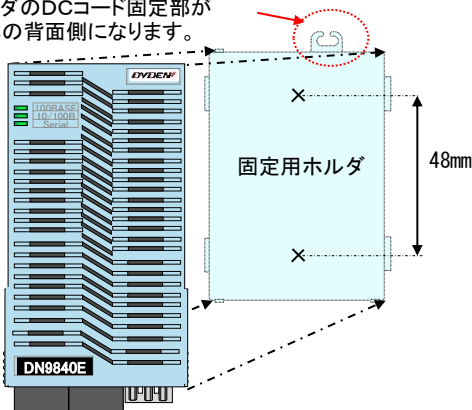 ダのDCコード固定部が
の背面側になります。
DYDEN
100BASE
10/100B
Serial
固定用ホルダ
48mm
DN9840E